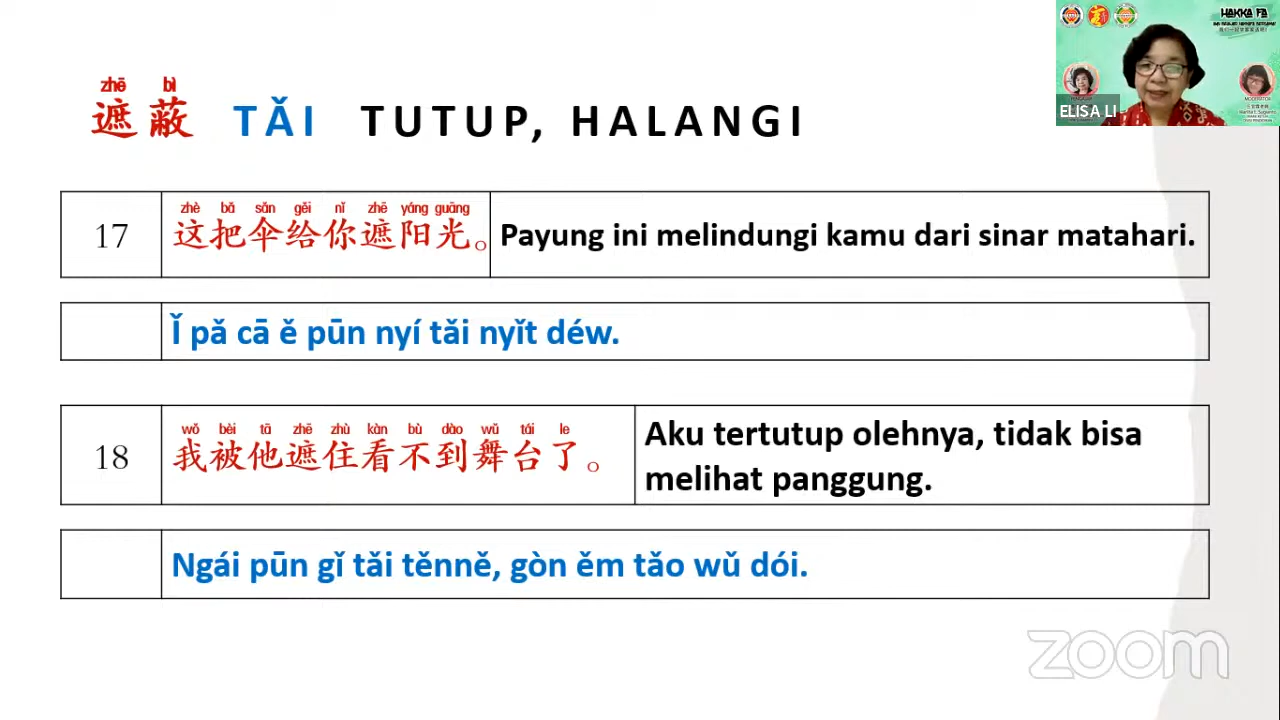 HAKKA FA
ELISA LI
MODERATOR
zhē bì
遮蔽 TǍI TUTUP, HALANGI
17
zhè bǎ sǎn gěi nǐ zhē yáng guāng
这把伞给你遮阳光。
Payung ini melindungi kamu dari sinar matahari.
Ǐ pǎ cā ě pūn nyí tǎi nyǐt déw.
18
wǒ bèi tā zhē zhù kàn bù dào wǔ tái le
我被他遮住看不到舞台了。
Aku tertutup olehnya, tidak bisa
melihat panggung.
Ngái pūn gǐ tǎi těnně, gòn ěm tǎo wǔ dói.
zoom